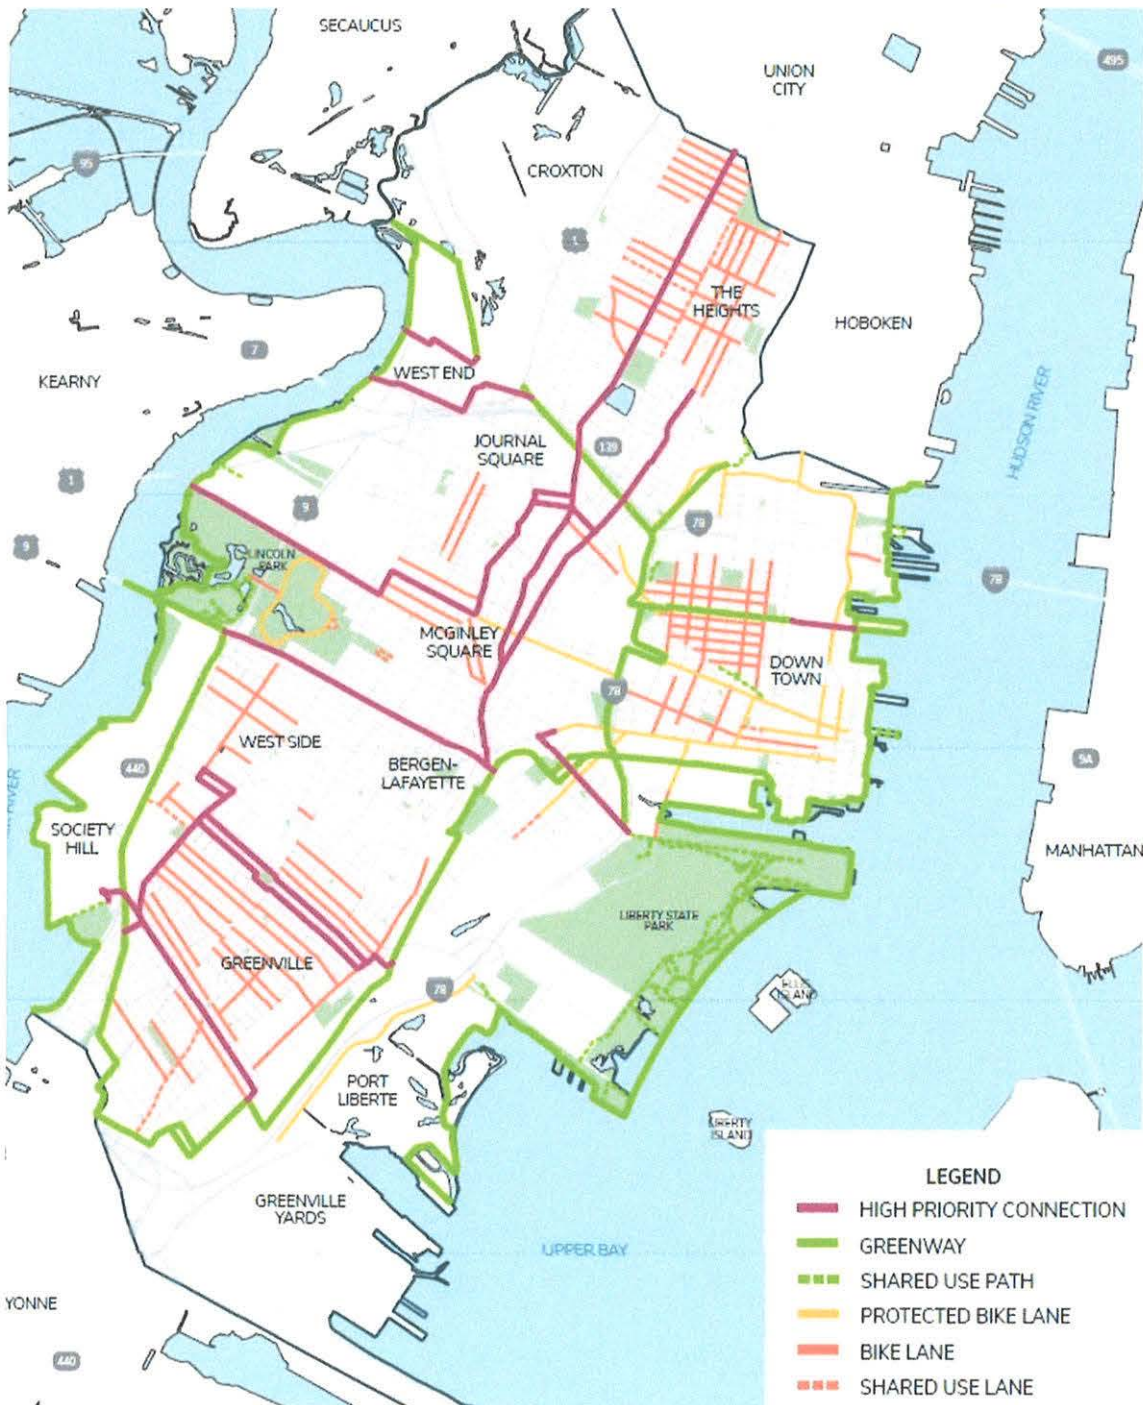 SECAUCUS
UNION
CITY
495
95
CROXTON
1
THE
HEIGHTS
HOBOKEN
7
KEARNY
WEST END
HUDSON RIVER
JOURNAL
SQUARE
139
1
9
78
9
LINCOLN
PARK
78
MCGINLEY
SQUARE
DOWN
TOWN
78
WEST SIDE
BERGEN-
LAFAYETTE
440
9A
RIVER
SOCIETY
HILL
MANHATTAN
LIBERTY STATE
PARK
GREENVILLE
78
ELLIS
ISLAND
PORT
LIBERTE
LIBERTY
ISLAND
GREENVILLE
YARDS
UPPER BAY
YONNE
440
LEGEND
HIGH PRIORITY CONNECTION
GREENWAY
SHARED USE PATH
PROTECTED BIKE LANE
BIKE LANE
SHARED USE LANE